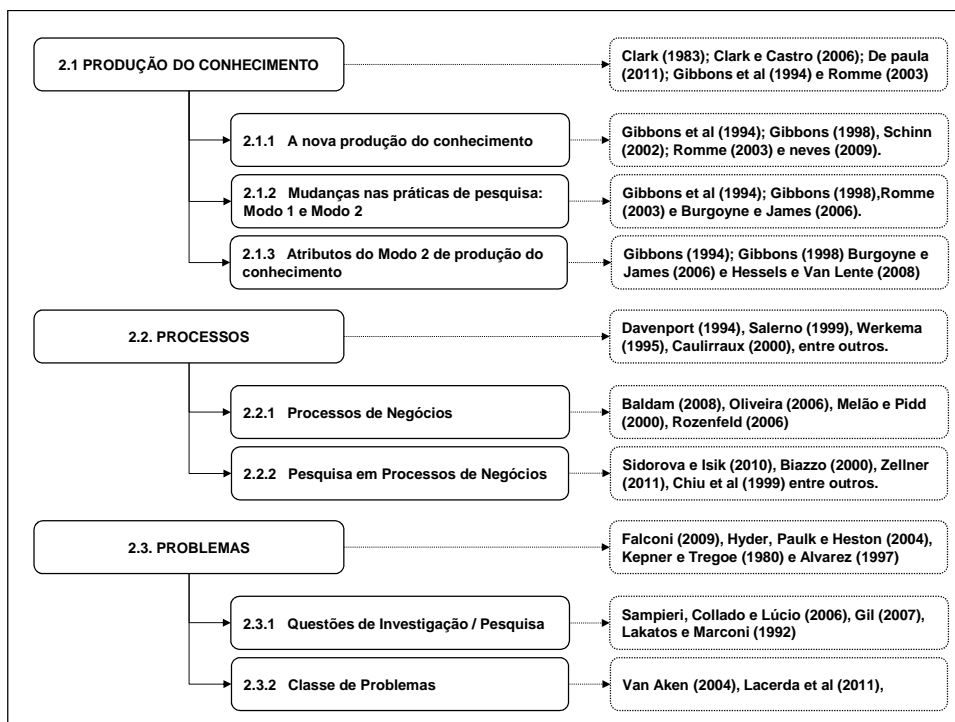 2.1 PRODUÇÃO DO CONHECIMENTO
Clark (1983); Clark e Castro (2006); De paula
(2011); Gibbons et al (1994) e Romme (2003)
2.1.1 A nova produção do conhecimento
Gibbons et al (1994); Gibbons (1998), Schinn
(2002); Romme (2003) e neves (2009).
2.1.2 Mudanças nas práticas de pesquisa:
Modo 1 e Modo 2
Gibbons et al (1994); Gibbons (1998),Romme
(2003) e Burgoyne e James (2006).
2.1.3 Atributos do Modo 2 de produção do
conhecimento
Gibbons (1994); Gibbons (1998) Burgoyne e
James (2006) e Hessels e Van Lente (2008)
2.2. PROCESSOS
Davenport (1994), Salerno (1999), Werkema
(1995), Caulirraux (2000), entre outros.
2.2.1 Processos de Negócios
Baldam (2008), Oliveira (2006), Melão e Pidd
(2000), Rozenfeld (2006)
2.2.2 Pesquisa em Processos de Negócios
Sidorova e Isik (2010), Biazzo (2000), Zellner
(2011), Chiu et al (1999) entre outros.
2.3. PROBLEMAS
Falconi (2009), Hyder, Paulk e Heston (2004),
Kepner e Tregoe (1980) e Alvarez (1997)
2.3.1 Questões de Investigação / Pesquisa
Sampieri, Collado e Lúcio (2006), Gil (2007),
Lakatos e Marconi (1992)
2.3.2 Classe de Problemas
Van Aken (2004), Lacerda et al (2011),